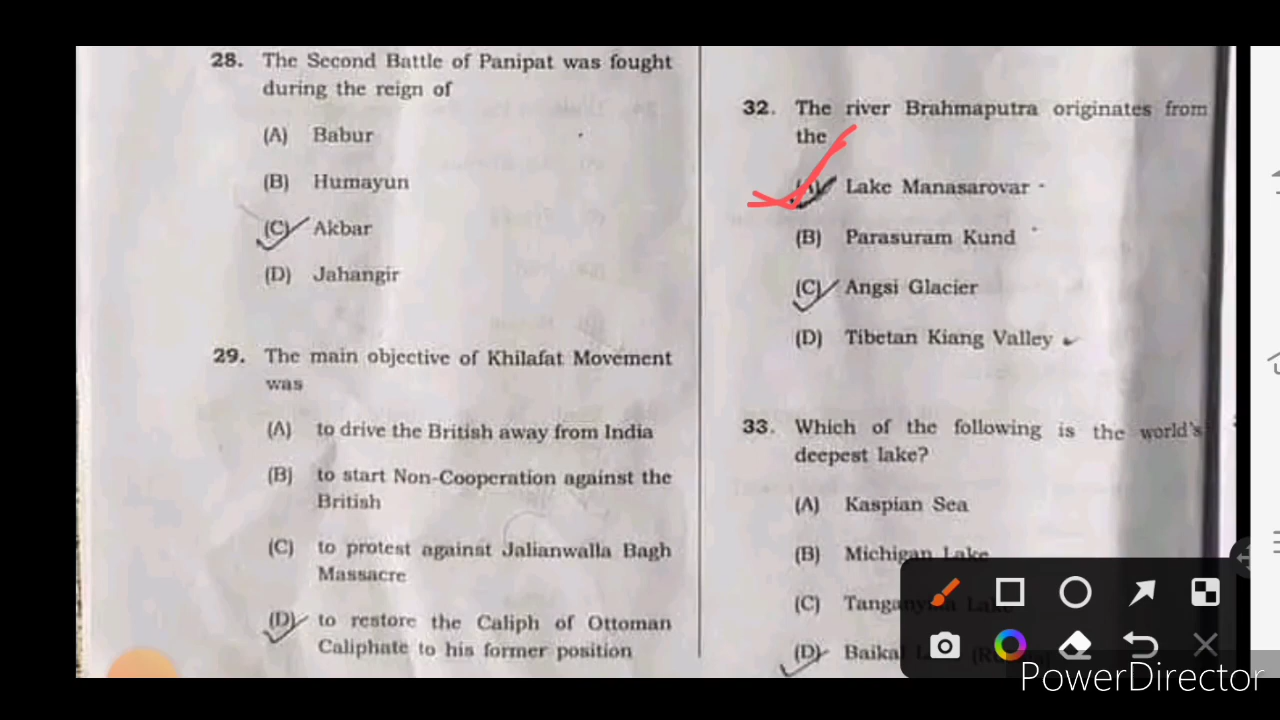 28. The Second Battle of Panipat was fought
during the reign of
(A) Babur
(B) Humayun
(C) Akbar
(D) Jahangir
29. The main objective of Khilafat Movement
was
(A) to drive the British away from India
(B) to start Non-Cooperation against the
British
(C) to protest against Jalianwalla Bagh
Massacre
(D) to restore the Caliph of Ottoman
Caliphate to his former position
32. The river Brahmaputra originates from
the
(A) Lake Manasarovar
(B) Parasuram Kund
(C) Angsi Glacier
(D) Tibetan Kiang Valley
33. Which of the following is the world's
deepest lake?
(A) Kaspian Sea
(B) Michigan Lake
(C) Tanganyika Lake
(D) Baikal
PowerDirector